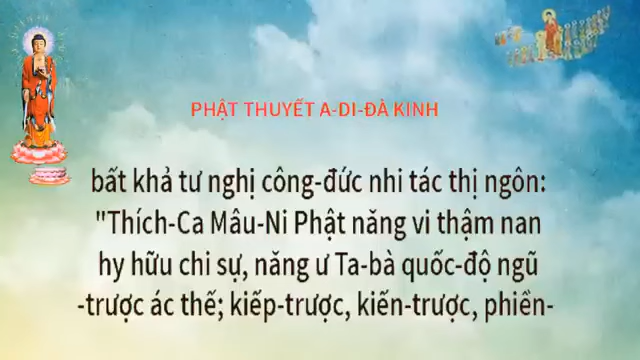 PHẬT THUYẾT A-DI-ĐÀ KINH
bất khả tư nghị công-đức nhi tác thị ngôn:
"Thích-Ca Mâu-Ni Phật năng vi thậm nan
hy hữu chi sự, năng ư Ta-bà quốc-độ ngũ
-trược ác thế; kiếp-trược, kiến-trược, phiền-